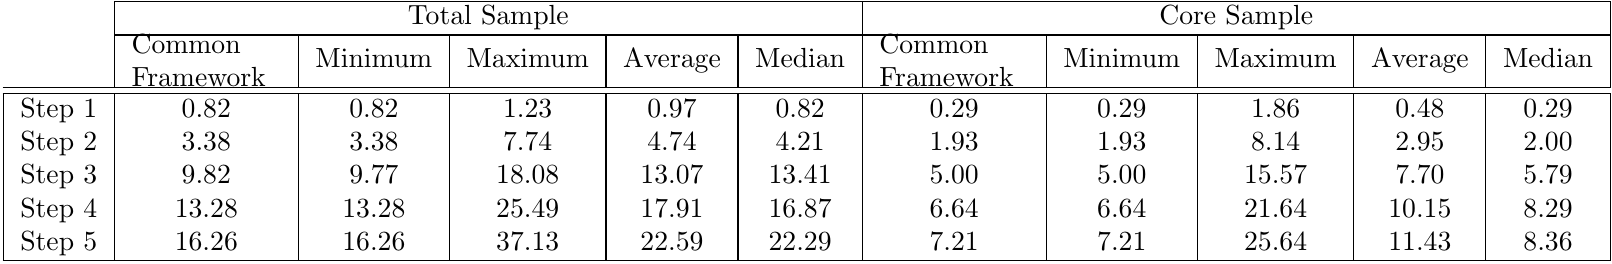 Total Sample Core Sample
Common Framework Minimum Maximum Average Median Common Framework Minimum Maximum Average Median
Step 1 0.82 0.82 1.23 0.97 0.82 0.29 0.29 1.86 0.48 0.29
Step 2 3.38 3.38 7.74 4.74 4.21 1.93 1.93 8.14 2.95 2.00
Step 3 9.82 9.77 18.08 13.07 13.41 5.00 5.00 15.57 7.70 5.79
Step 4 13.28 13.28 25.49 17.91 16.87 6.64 6.64 21.64 10.15 8.29
Step 5 16.26 16.26 37.13 22.59 22.29 7.21 7.21 25.64 11.43 8.36